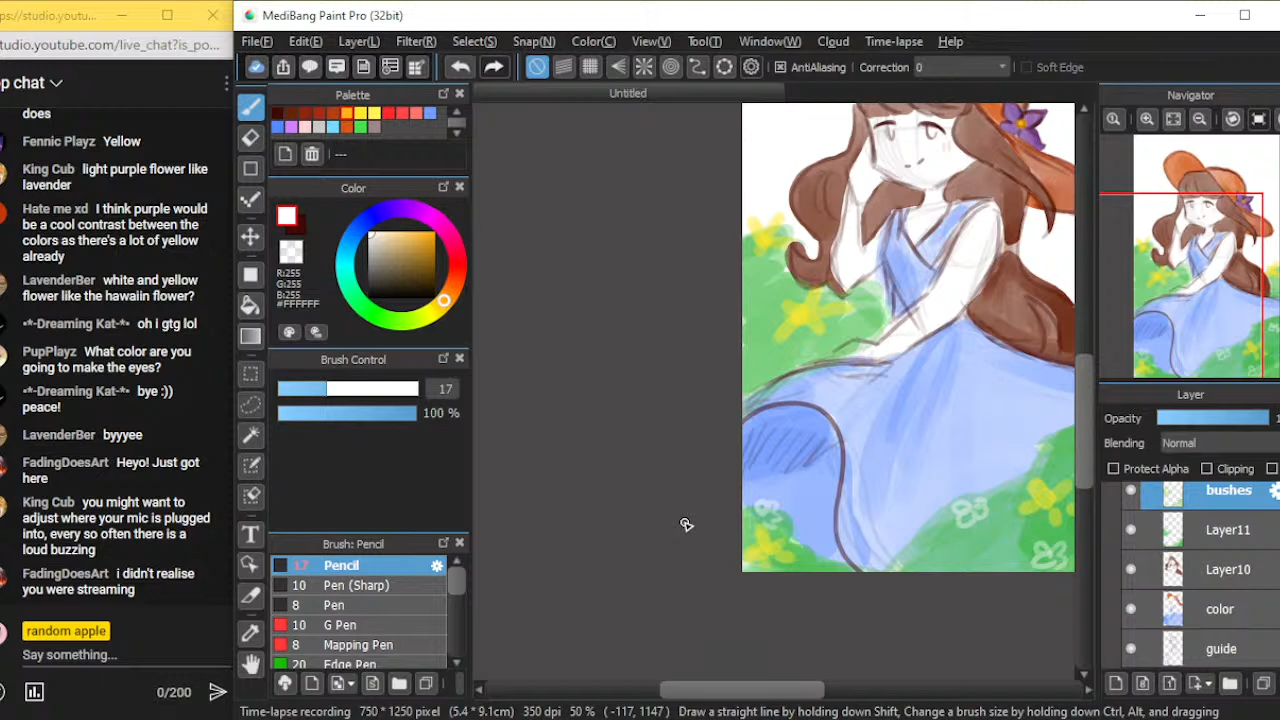 ps://studio.youtu...
MediBang Paint Pro (32bit)
tudio.youtube.com/live_chat?is_po...
File(F) Edit(E) Layer(L) Filter(R) Select(S) Snap(N) Color(C) View(V) Tool(T) Window(W) Cloud Time-lapse Help
AntiAliasing Correction 0 Soft Edge
op chat
does
Fennic Playz Yellow
King Cub light purple flower like
lavender
Hate me xd I think purple would
be a cool contrast between the
colors as there's a lot of yellow
already
LavenderBer white and yellow
flower like the hawaiin flower?
*-Dreaming Kat-* oh i gtg lol
PupPlayz What color are you
going to make the eyes?
*-Dreaming Kat-* bye :))
peace!
LavenderBer byyyee
FadingDoesArt Heyo! Just got
here
King Cub you might want to
adjust where your mic is plugged
into, every so often there is a
loud buzzing
FadingDoesArt i didn't realise
you were streaming
random apple
Say something...
0/200
Palette
---
Color
R:255
G:255
B:255
#FFFFFF
Brush Control
17
100 %
Brush: Pencil
17 Pencil
10 Pen (Sharp)
8 Pen
10 G Pen
8 Mapping Pen
20 Edge Pen
Untitled
Navigator
Layer
Opacity 1
Blending Normal
Protect Alpha Clipping
bushes
Layer11
Layer10
color
guide
Time-lapse recording 750 * 1250 pixel (5.4 * 9.1cm) 350 dpi 50 % (-117, 1147) Draw a straight line by holding down Shift, Change a brush size by holding down Ctrl, Alt, and dragging